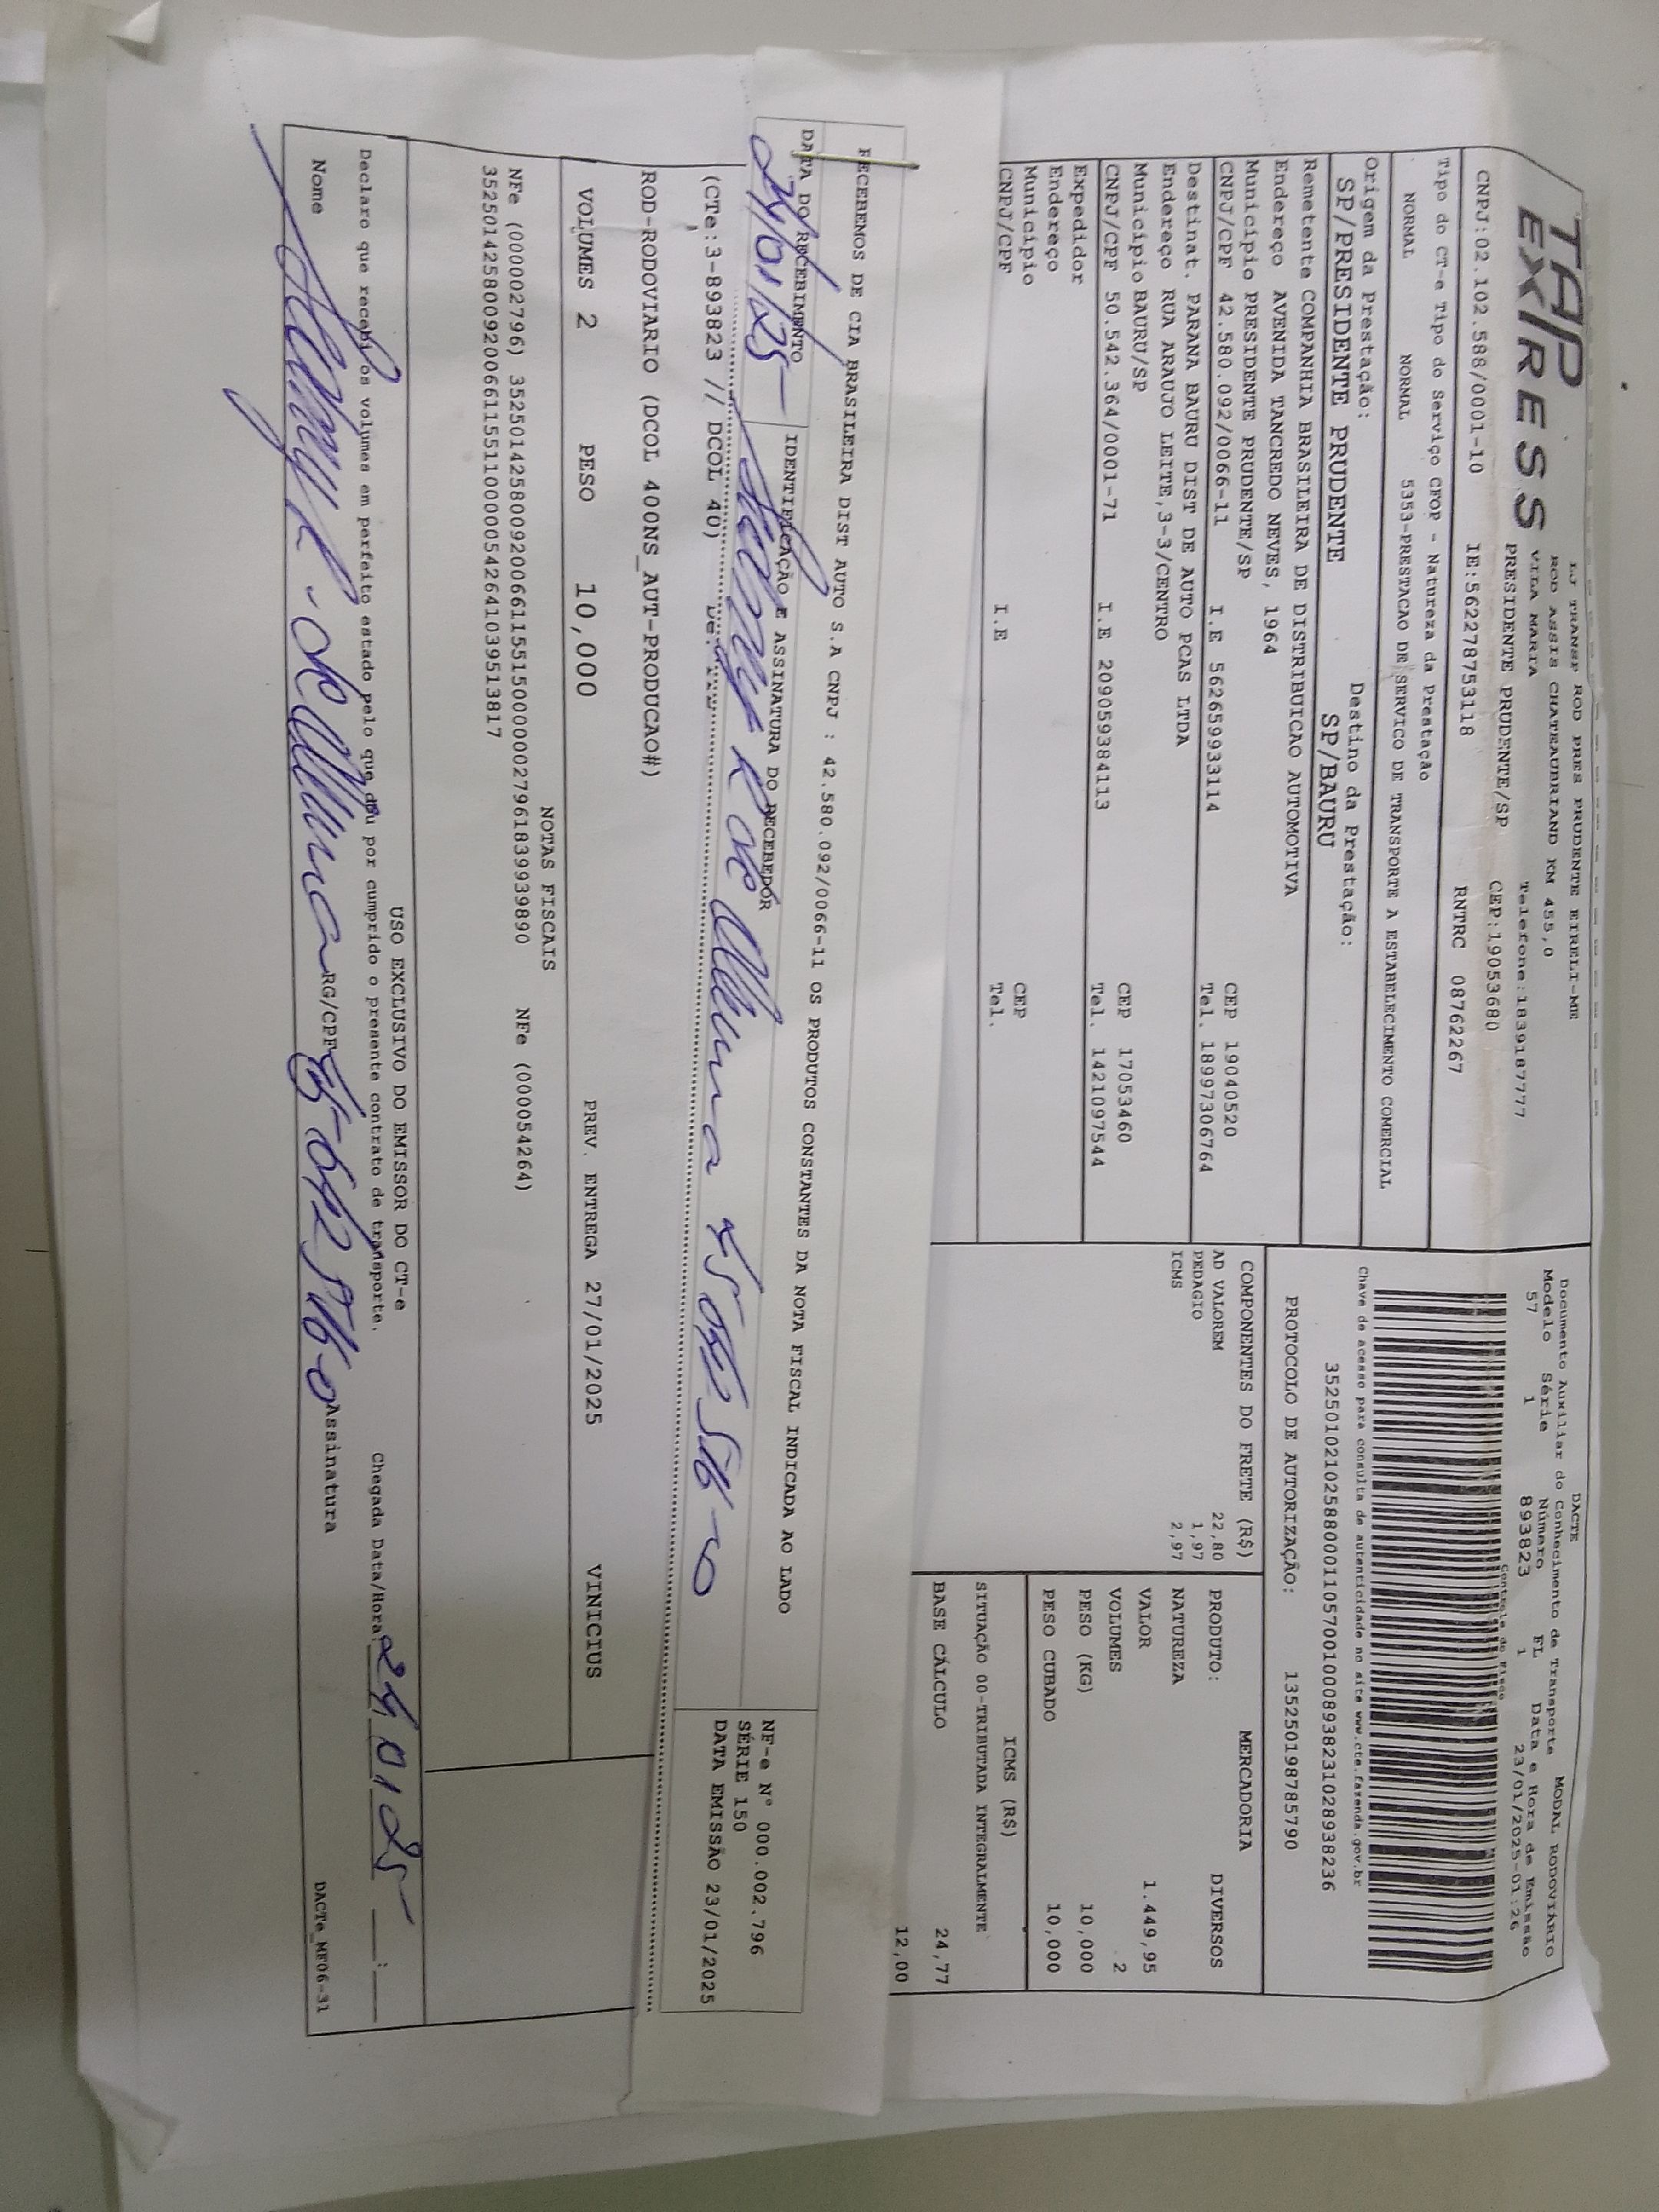 TAP
EXPRESS
LJ TRANSP ROD PRES PRUDENTE EIRELI-ME
ROD ASSIS CHATEAUBRIAND KM 455,0
VILA MARIA Telefone:1839187777
PRESIDENTE PRUDENTE/SP CEP:19053680
CNPJ:02.102.588/0001-10 IE:562278753118 RNTRC 08762267
Tipo do CT-e Tipo do Serviço CFOP - Natureza da Prestação
NORMAL NORMAL 5353-PRESTACAO DE SERVICO DE TRANSPORTE A ESTABELECIMENTO COMERCIAL
Origem da Prestação: Destino da Prestação:
SP/PRESIDENTE PRUDENTE SP/BAURU
Remetente COMPANHIA BRASILEIRA DE DISTRIBUICAO AUTOMOTIVA
Endereço AVENIDA TANCREDO NEVES, 1964
Município PRESIDENTE PRUDENTE/SP CEP 19040520
CNPJ/CPF 42.580.092/0066-11 I.E 562659933114 Tel. 18997306764
Destinat. PARANA BAURU DIST DE AUTO PCAS LTDA
Endereço RUA ARAUJO LEITE,3-3/CENTRO
Município BAURU/SP CEP 17053460
CNPJ/CPF 50.542.364/0001-71 I.E 209059384113 Tel. 1421097544
Expedidor
Endereço
Município CEP
CNPJ/CPF I.E Tel.
DACTE
Documento Auxiliar do Conhecimento de Transporte MODAL RODOVIÁRIO
Modelo Série Número FL Data e Hora de Emissão
57 1 893823 1 23/01/2025-01:26
Controle do Fisco
Chave de acesso para consulta de autenticidade no site www.cte.fazenda.gov.br
35250102102588000110570010008938231028938236
PROTOCOLO DE AUTORIZAÇÃO: 135250198785790
COMPONENTES DO FRETE (R$)
AD VALOREM 22,80
PEDAGIO 1,97
ICMS 2,97
MERCADORIA
PRODUTO: DIVERSOS
NATUREZA
VALOR 1.449,95
VOLUMES 2
PESO (KG) 10,000
PESO CUBADO 10,000
ICMS (R$)
SITUAÇÃO 00-TRIBUTADA INTEGRALMENTE
BASE CÁLCULO 24,77
12,00
RECEBEMOS DE CIA BRASILEIRA DIST AUTO S.A CNPJ : 42.580.092/0066-11 OS PRODUTOS CONSTANTES DA NOTA FISCAL INDICADA AO LADO
DATA DO RECEBIMENTO IDENTIFICAÇÃO E ASSINATURA DO RECEBEDOR
24/01/25
NF-e Nº 000.002.796
SÉRIE 150
DATA EMISSÃO 23/01/2025
(CTe:3-893823 // DCOL 40)
ROD-RODOVIARIO (DCOL 400NS_AUT-PRODUCAO#)
VOLUMES 2 PESO 10,000 PREV. ENTREGA 27/01/2025 VINICIUS
NOTAS FISCAIS
NFe (000002796) 35250142580092006611551500000027961839939890 NFe (000054264)
35250142580092006611551100000542641039513817
USO EXCLUSIVO DO EMISSOR DO CT-e
Declaro que recebi os volumes em perfeito estado pelo que dou por cumprido o presente contrato de transporte. Chegada Data/Hora 24 01 25 :
Nome RG/CPF Assinatura
DACTe_MF06-31